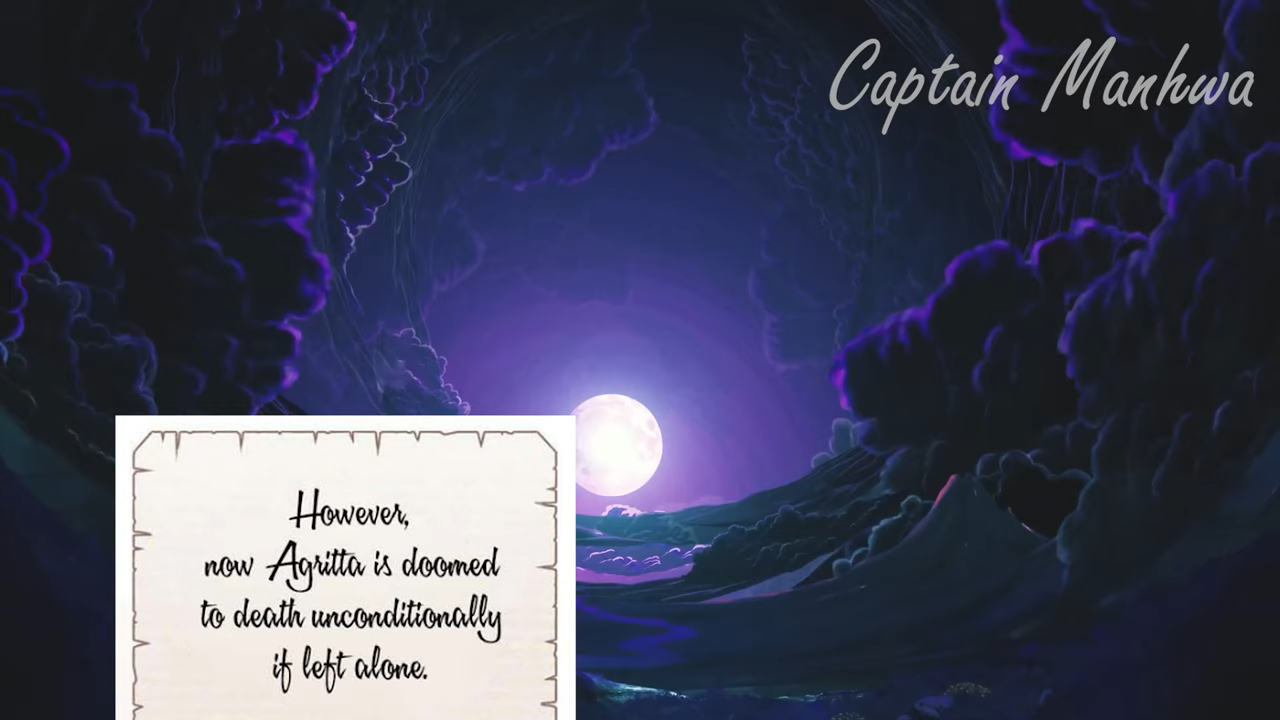 Captain Manhwa
However,
now Agritta is doomed
to death unconditionally
if left alone.